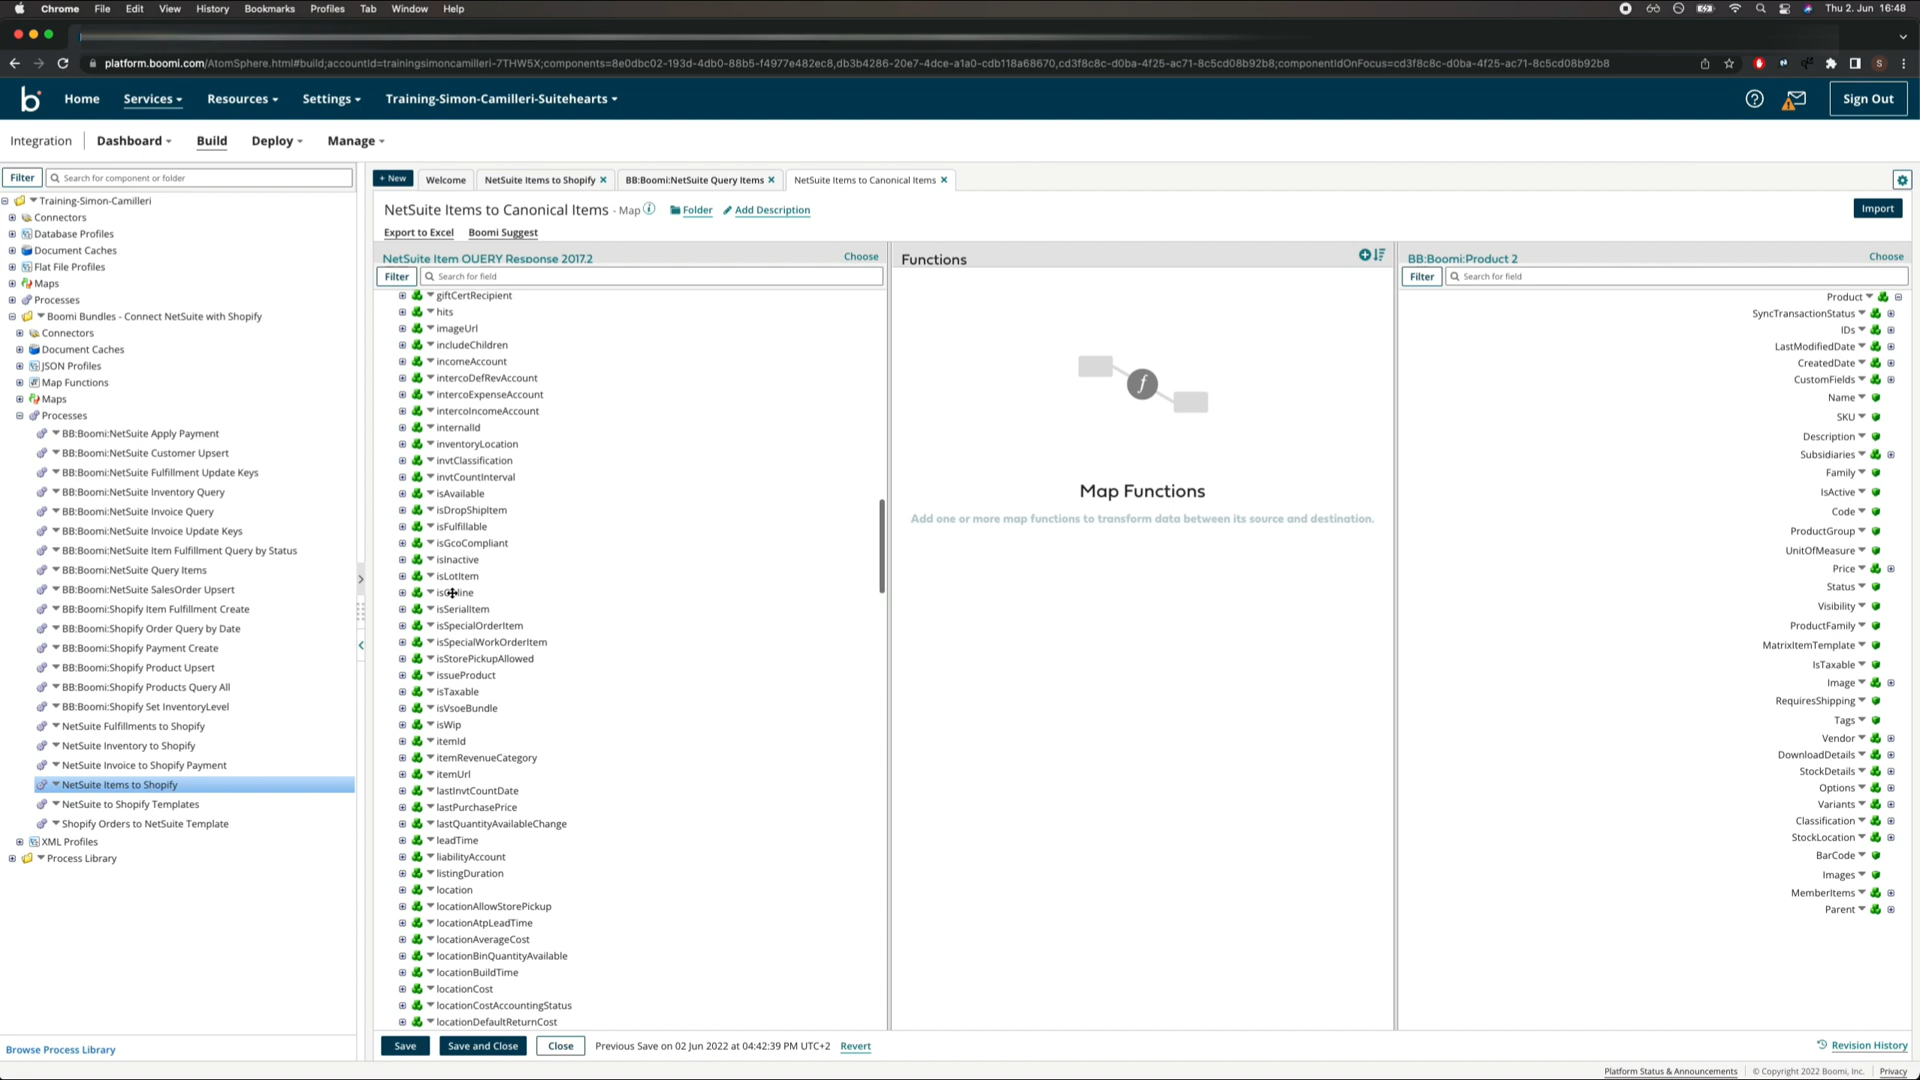 Chrome File Edit View History Bookmarks Profiles Tab Window Help Thu 2. Jun 16:48
platform.boomi.com/AtomSphere.html#build;accountId=trainingsimoncamilleri-7THW5X;components=8e0dbc02-193d-4db0-88b5-f4977e482ec8,db3b4286-20e7-4dce-a1a0-cdb118a68670,cd3f8c8c-d0ba-4f25-ac71-8c5cd08b92b8;componentIdOnFocus=cd3f8c8c-d0ba-4f25-ac71-8c5cd08b92b8
Home Services Resources Settings Training-Simon-Camilleri-Suitehearts Sign Out
Integration Dashboard Build Deploy Manage
Filter Search for component or folder
Training-Simon-Camilleri
Connectors
Database Profiles
Document Caches
Flat File Profiles
Maps
Processes
Boomi Bundles - Connect NetSuite with Shopify
Connectors
Document Caches
JSON Profiles
Map Functions
Maps
Processes
BB:Boomi:NetSuite Apply Payment
BB:Boomi:NetSuite Customer Upsert
BB:Boomi:NetSuite Fulfillment Update Keys
BB:Boomi:NetSuite Inventory Query
BB:Boomi:NetSuite Invoice Query
BB:Boomi:NetSuite Invoice Update Keys
BB:Boomi:NetSuite Item Fulfillment Query by Status
BB:Boomi:NetSuite Query Items
BB:Boomi:NetSuite SalesOrder Upsert
BB:Boomi:Shopify Item Fulfillment Create
BB:Boomi:Shopify Order Query by Date
BB:Boomi:Shopify Payment Create
BB:Boomi:Shopify Product Upsert
BB:Boomi:Shopify Products Query All
BB:Boomi:Shopify Set InventoryLevel
NetSuite Fulfillments to Shopify
NetSuite Inventory to Shopify
NetSuite Invoice to Shopify Payment
NetSuite Items to Shopify
NetSuite to Shopify Templates
Shopify Orders to NetSuite Template
XML Profiles
Process Library
Browse Process Library
+ New Welcome NetSuite Items to Shopify BB:Boomi:NetSuite Query Items NetSuite Items to Canonical Items
NetSuite Items to Canonical Items - Map Folder Add Description Import
Export to Excel Boomi Suggest
NetSuite Item QUERY Response 2017.2 Choose
Filter Search for field
giftCertRecipient
hits
imageUrl
includeChildren
incomeAccount
intercoDefRevAccount
intercoExpenseAccount
intercoIncomeAccount
internalId
inventoryLocation
invtClassification
invtCountInterval
isAvailable
isDropShipItem
isFulfillable
isGcoCompliant
isInactive
isLotItem
isSerialItem
isSpecialOrderItem
isSpecialWorkOrderItem
isStorePickupAllowed
issueProduct
isTaxable
isVsoeBundle
isWip
itemId
itemRevenueCategory
itemUrl
lastInvtCountDate
lastPurchasePrice
lastQuantityAvailableChange
leadTime
liabilityAccount
listingDuration
location
locationAllowStorePickup
locationAtpLeadTime
locationAverageCost
locationBinQuantityAvailable
locationBuildTime
locationCost
locationCostAccountingStatus
locationDefaultReturnCost
Functions
Map Functions
Add one or more map functions to transform data between its source and destination.
BB:Boomi:Product 2 Choose
Filter Search for field
Product
SyncTransactionStatus
IDs
LastModifiedDate
CreatedDate
CustomFields
Name
SKU
Description
Subsidiaries
Family
IsActive
Code
ProductGroup
UnitOfMeasure
Price
Status
Visibility
ProductFamily
MatrixItemTemplate
IsTaxable
Image
RequiresShipping
Tags
Vendor
DownloadDetails
StockDetails
Options
Variants
Classification
StockLocation
BarCode
Images
MemberItems
Parent
Save Save and Close Close Previous Save on 02 Jun 2022 at 04:42:39 PM UTC+2 Revert Revision History
Platform Status & Announcements © Copyright 2022 Boomi, Inc. Privacy